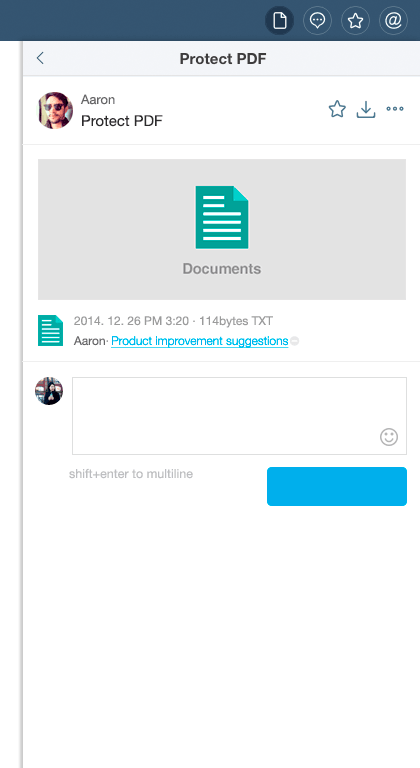 @
Protect PDF
Aaron
Protect PDF
Documents
2014. 12. 26 PM 3:20 · 114bytes TXT
Aaron· Product Improvement suggestions
shift+enter to multiline